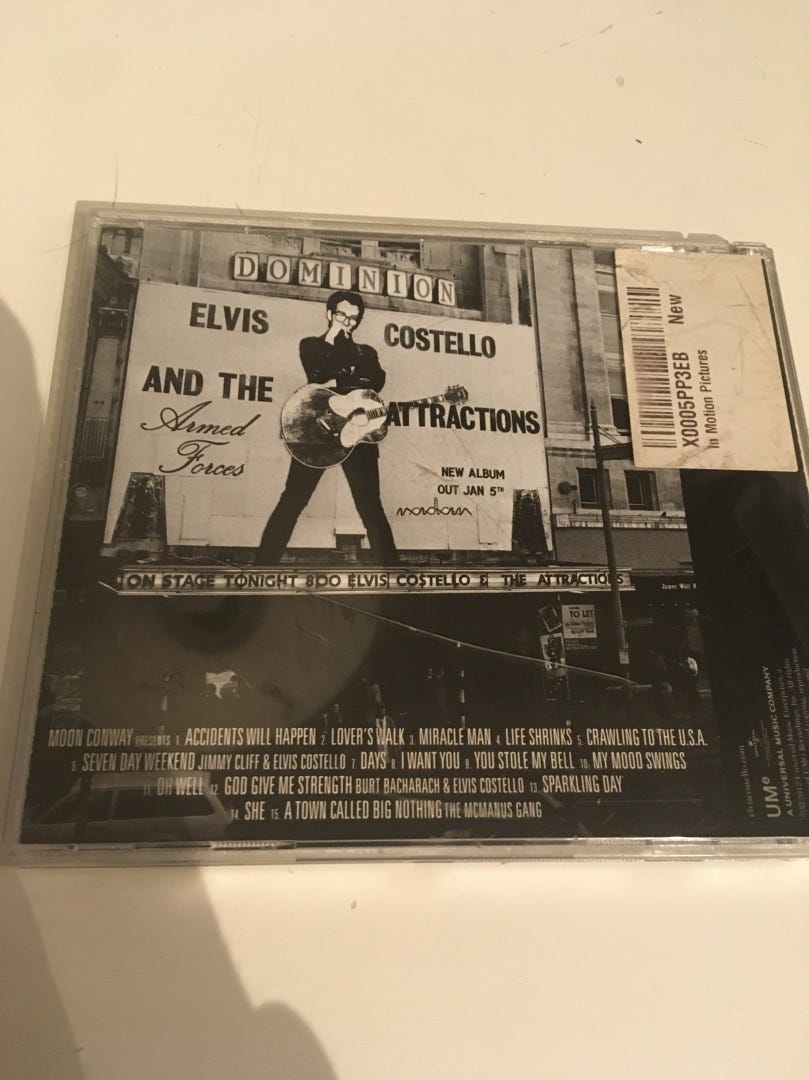 DOMINION
ELVIS COSTELLO
AND THE ATTRACTIONS
Armed
Forces
NEW ALBUM
OUT JAN 5TH
radar
ON STAGE TONIGHT 8OO ELVIS COSTELLO & THE ATTRACTIONS
TO LET
MOON CONWAY PRESENTS 1. ACCIDENTS WILL HAPPEN 2. LOVER'S WALK 3. MIRACLE MAN 4. LIFE SHRINKS 5. CRAWLING TO THE U.S.A.
6. SEVEN DAY WEEKEND JIMMY CLIFF & ELVIS COSTELLO 7. DAYS 8. I WANT YOU 9. YOU STOLE MY BELL 10. MY MOOD SWINGS
11. OH WELL 12. GOD GIVE ME STRENGTH BURT BACHARACH & ELVIS COSTELLO 13. SPARKLING DAY
14. SHE 15. A TOWN CALLED BIG NOTHING THE MCMANUS GANG
X0005PP3EB New
In Motion Pictures
elviscostello.com
UMe
A UNIVERSAL MUSIC COMPANY